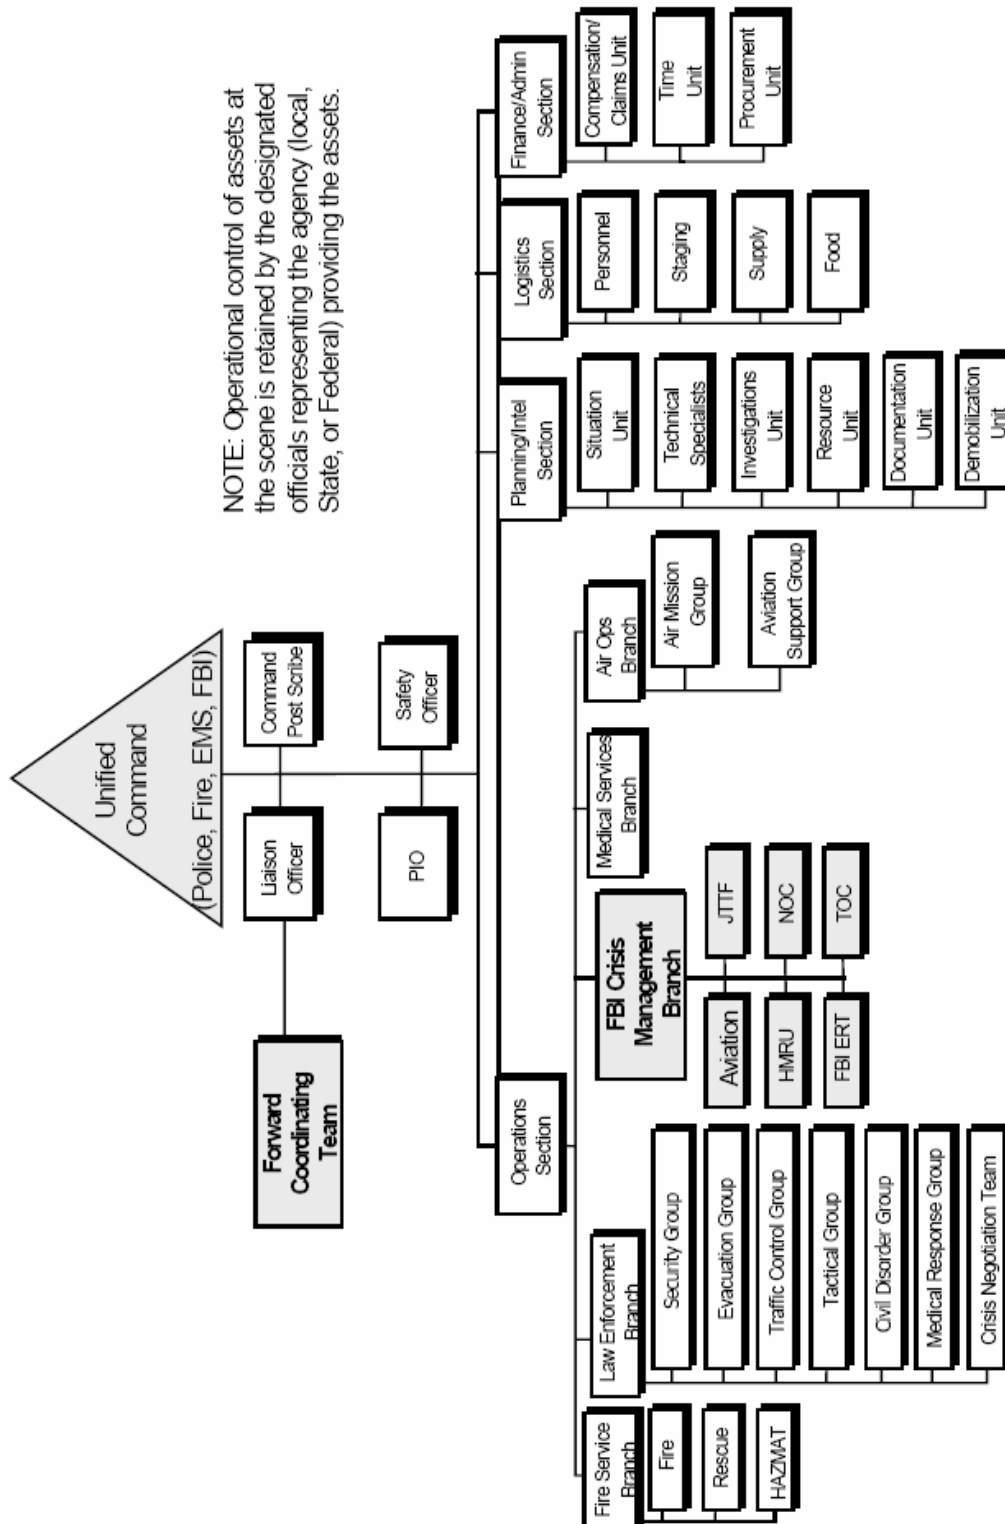 Unified
Command
(Police, Fire, EMS, FBI)
NOTE: Operational control of assets at
the scene is retained by the designated
officials representing the agency (local,
State, or Federal) providing the assets.
Forward
Coordinating
Team
Liaison
Officer
Command
Post Scribe
PIO
Safety
Officer
Operations
Section
Planning/Intel
Section
Logistics
Section
Finance/Admin
Section
Fire Service
Branch
Fire
Rescue
HAZMAT
Law Enforcement
Branch
Security Group
Evacuation Group
Traffic Control Group
Tactical Group
Civil Disorder Group
Medical Response Group
Crisis Negotiation Team
FBI Crisis
Management
Branch
Aviation
JTTF
HMRU
NOC
FBI ERT
TOC
Medical Services
Branch
Air Ops
Branch
Air Mission
Group
Aviation
Support Group
Situation
Unit
Technical
Specialists
Investigations
Unit
Resource
Unit
Documentation
Unit
Demobilization
Unit
Personnel
Staging
Supply
Food
Compensation/
Claims Unit
Time
Unit
Procurement
Unit